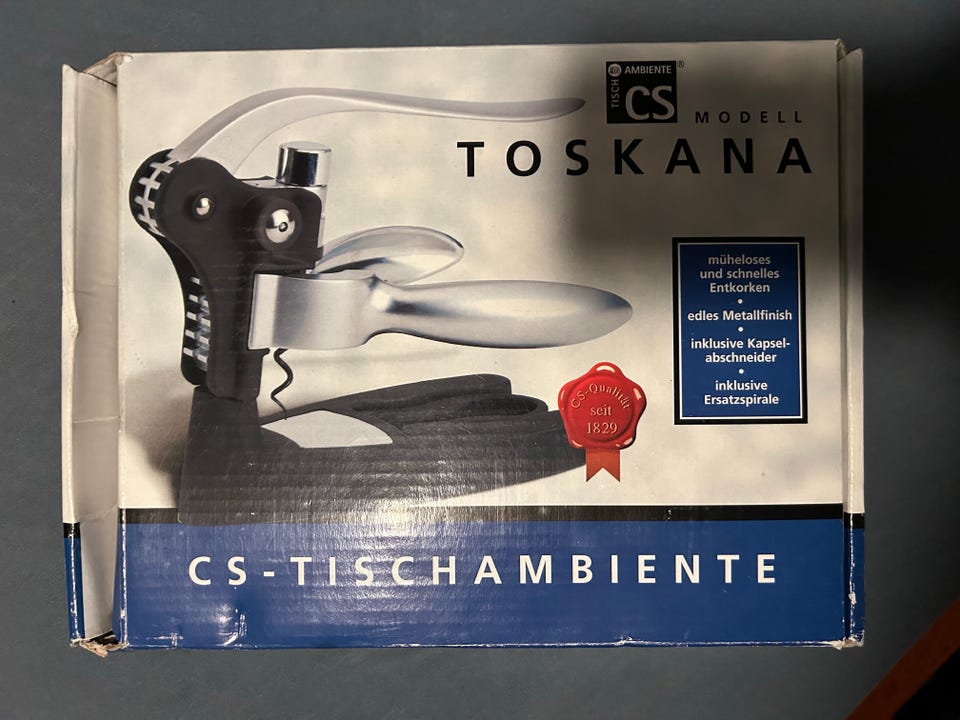 TISCH
AMBIENTE
CS
®
MODELL
TOSKANA
müheloses
und schnelles
Entkorken
•
edles Metallfinish
•
inklusive Kapsel-
abschneider
•
inklusive
Ersatzspirale
CS-Qualität
seit
1829
CS-TISCHAMBIENTE